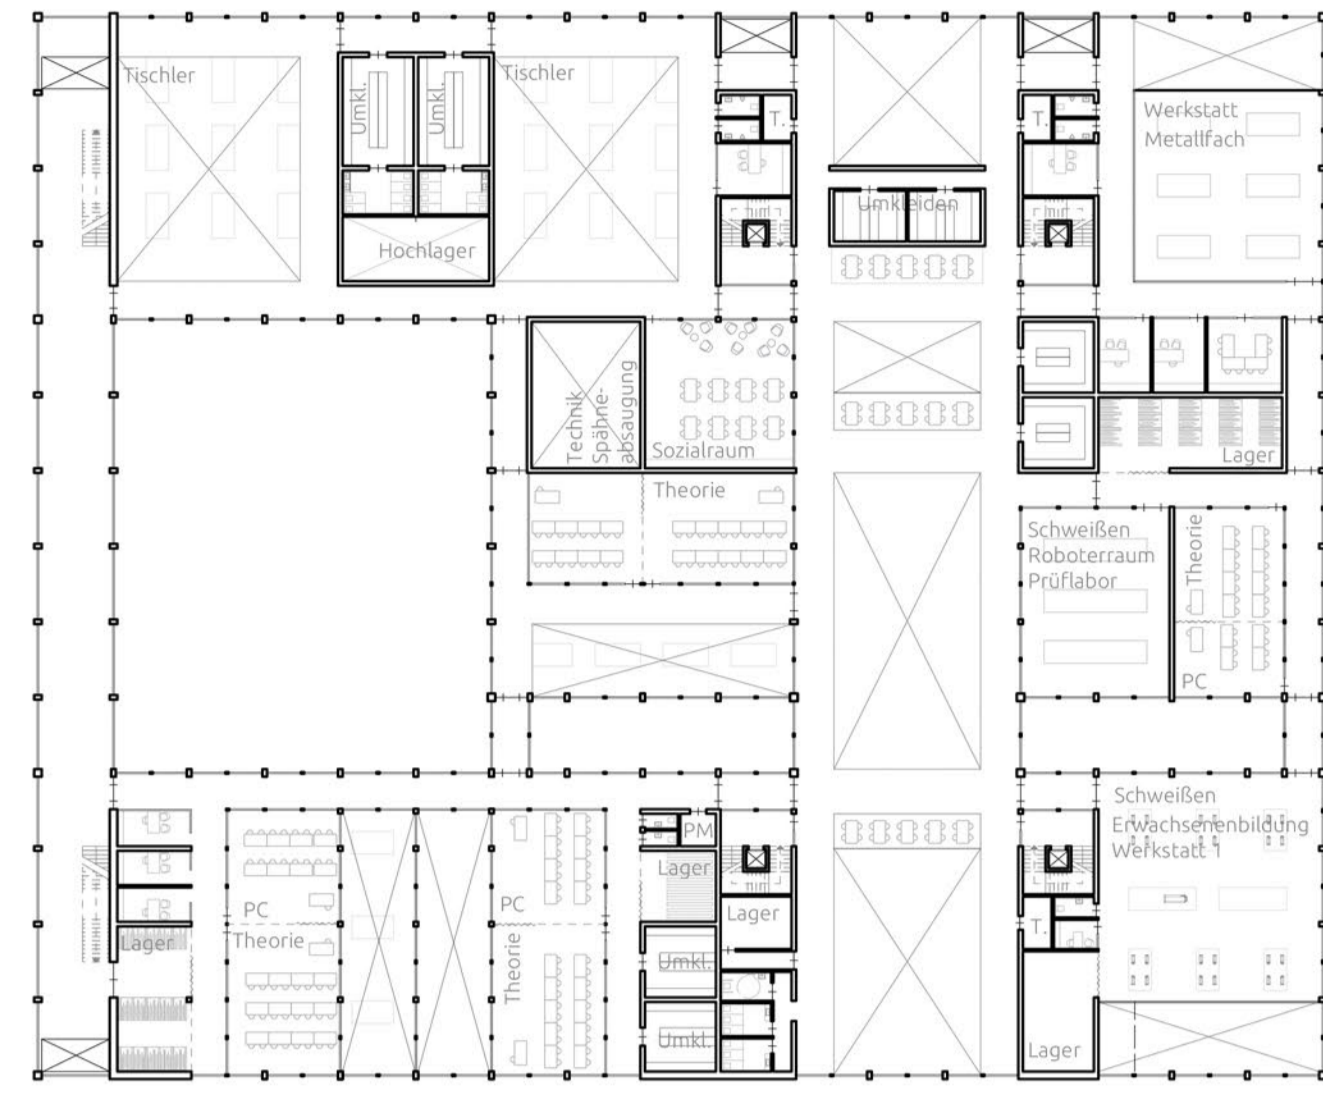 Tischler
Umkl.
Umkl.
Tischler
T.
T.
Werkstatt
Metallfach
Umkleiden
Hochlager
Technik
Spähne-
absaugung
Sozialraum
Lager
Theorie
Schweißen
Roboterraum
Prüflabor
Theorie
PC
Schweißen
Erwachsenenbildung
Werkstatt 1
PM
Lager
PC
Theorie
Lager
PC
Theorie
Lager
T.
Umkl.
Umkl.
Lager